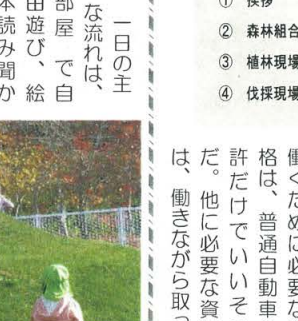 ① 挨拶
② 森林組合
③ 植林現場
④ 伐採現場
働くために必要な
格は、普通自動車
許だけでいいそ
だ。他に必要な資
は、働きながら取っ
一日の主
な流れは、
部屋で自
由遊び、絵
本読み聞か